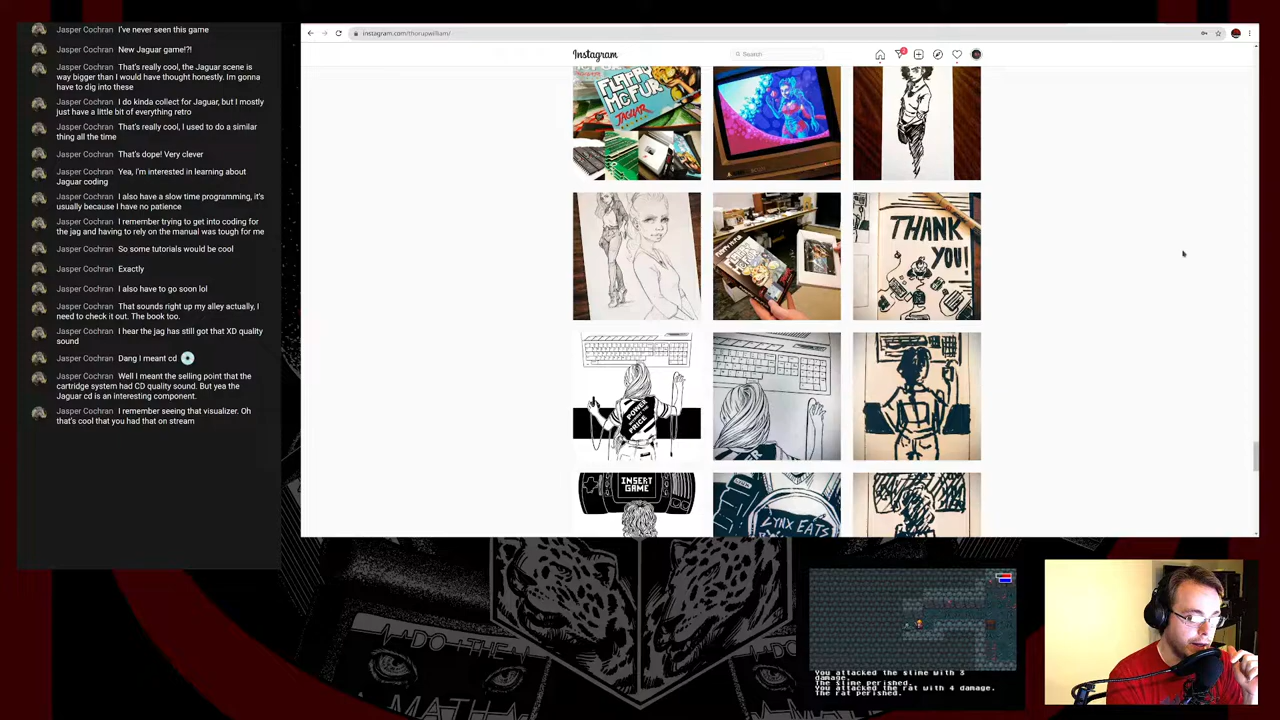 Jasper Cochran I've never seen this game
Jasper Cochran New Jaguar game!?!
Jasper Cochran That's really cool, the Jaguar scene is
way bigger than I would have thought honestly. Im gonna
have to dig into these
Jasper Cochran I do kinda collect for Jaguar, but I mostly
just have a little bit of everything retro
Jasper Cochran That's really cool, I used to do a similar
thing all the time
Jasper Cochran That's dope! Very clever
Jasper Cochran Yea, I'm interested in learning about
Jaguar coding
Jasper Cochran I also have a slow time programming, it's
usually because I have no patience
Jasper Cochran I remember trying to get into coding for
the jag and having to rely on the manual was tough for me
Jasper Cochran So some tutorials would be cool
Jasper Cochran Exactly
Jasper Cochran I also have to go soon lol
Jasper Cochran That sounds right up my alley actually, I
need to check it out. The book too.
Jasper Cochran I hear the jag has still got that XD quality
sound
Jasper Cochran Dang I meant cd 💿
Jasper Cochran Well I meant the selling point that the
cartridge system had CD quality sound. But yea the
Jaguar cd is an interesting component.
Jasper Cochran I remember seeing that visualizer. Oh
that's cool that you had that on stream
instagram.com/thorupwilliam/
Instagram
Search
2
FLAPPY
MCFUR
JAGUAR
THANK
YOU!
POWER
PRICE
INSERT
GAME
LYNX EATS
I DO THE
MATH
You attacked the slime with 3
damage.
The slime perished.
You attacked the rat with 4 damage.
The rat perished.